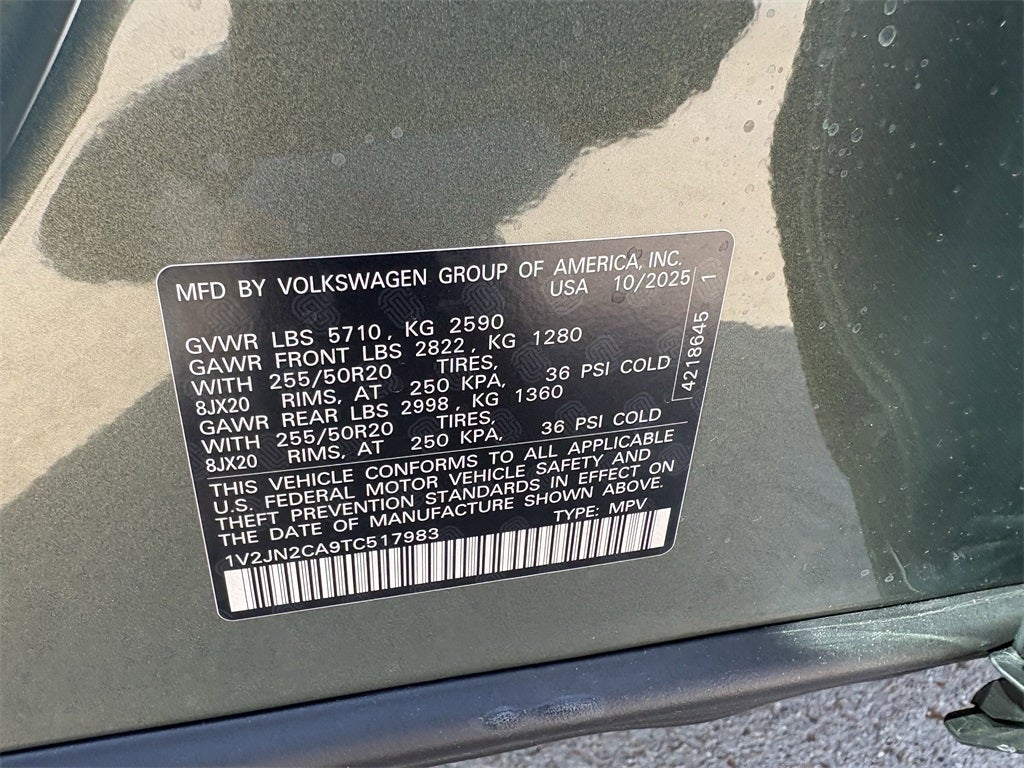 MFD BY VOLKSWAGEN GROUP OF AMERICA, INC.
USA 10/2025
GVWR LBS 5710, KG 2590
GAWR FRONT LBS 2822, KG 1280
WITH 255/50R20 TIRES,
8JX20 RIMS, AT 250 KPA, 36 PSI COLD
GAWR REAR LBS 2998, KG 1360
WITH 255/50R20 TIRES,
8JX20 RIMS, AT 250 KPA, 36 PSI COLD
THIS VEHICLE CONFORMS TO ALL APPLICABLE
U.S. FEDERAL MOTOR VEHICLE SAFETY AND
THEFT PREVENTION STANDARDS IN EFFECT ON
THE DATE OF MANUFACTURE SHOWN ABOVE.
1V2JN2CA9TC517983 TYPE: MPV
4218645 1